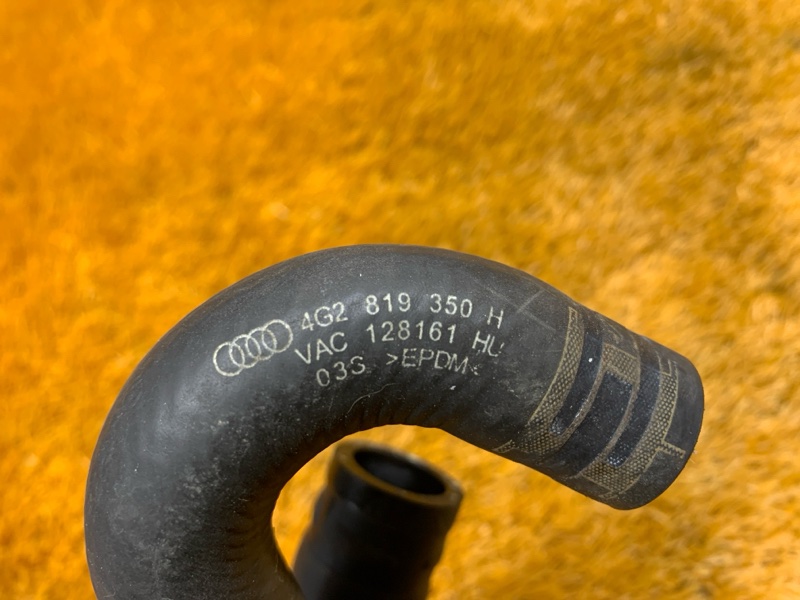 4G2 819 350 H
VAC 128161 HU
03S >EPDM<